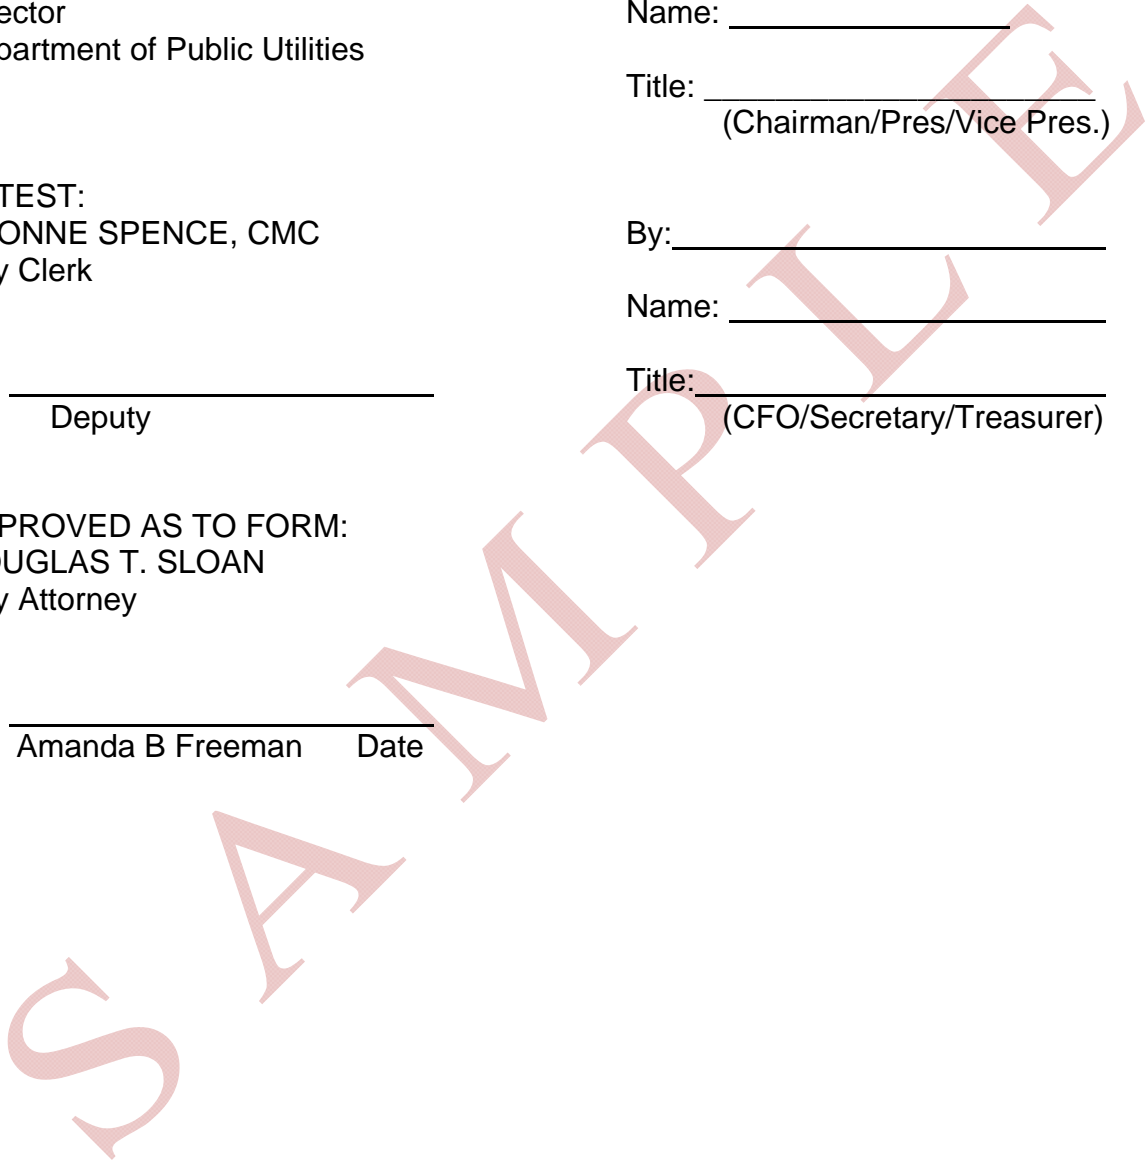 ector
partment of Public Utilities
TEST:
ONNE SPENCE, CMC
y Clerk
Deputy
PROVED AS TO FORM:
OUGLAS T. SLOAN
y Attorney
Amanda B Freeman Date
Name:
Title:
(Chairman/Pres/Vice Pres.)
By:
Name:
Title:
(CFO/Secretary/Treasurer)
SAMPLE